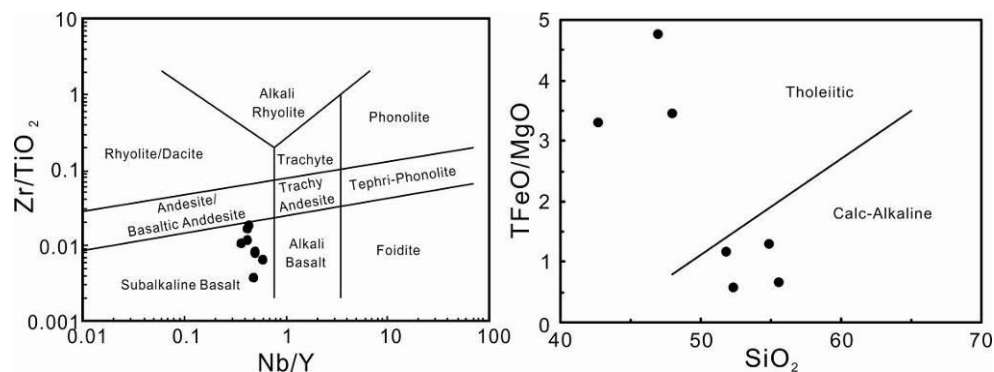 10
1
0.1
0.01
0.001
Zr/TiO2
0.01
0.1
1
10
100
Nb/Y
Alkali
Rhyolite
Phonolite
Rhyolite/Dacite
Trachyte
Tephri-Phonolite
Trachy
Andesite
Andesite/
Basaltic Anddesite
Alkali
Basalt
Foidite
Subalkaline Basalt
5
4
3
2
1
0
TFeO/MgO
40
50
60
70
SiO2
Tholeiitic
Calc-Alkaline